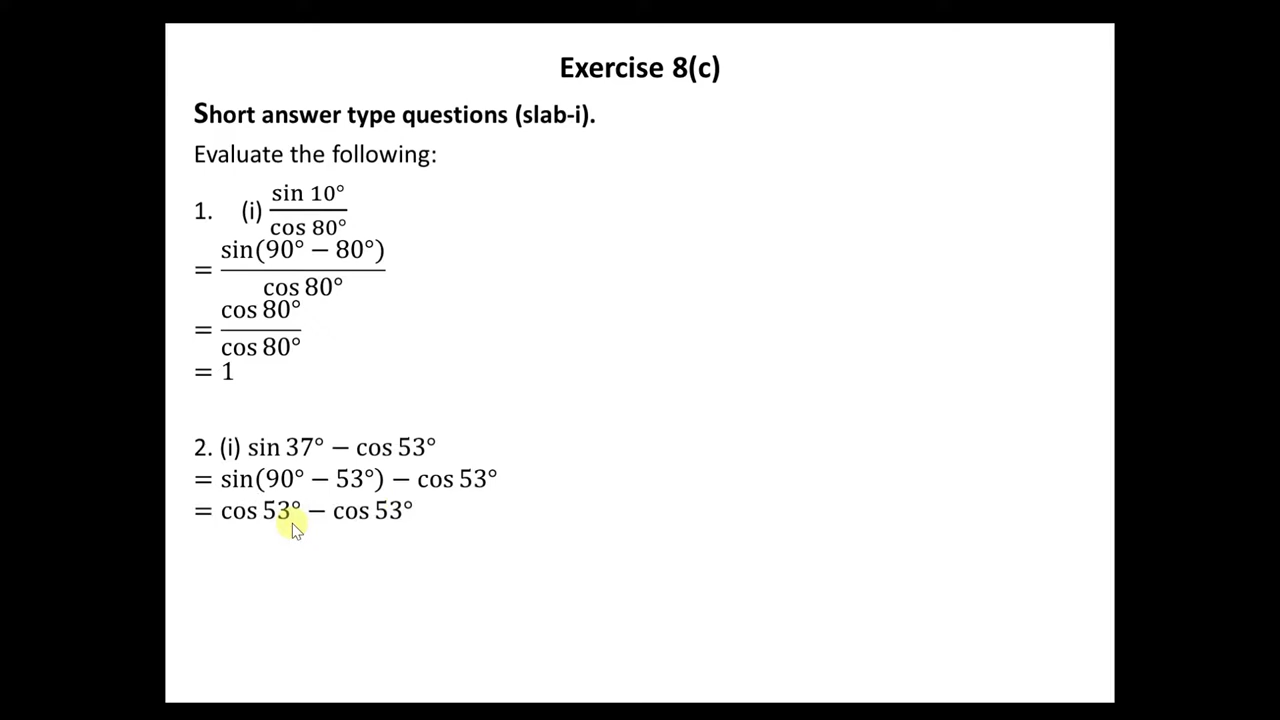 Exercise 8(c)
Short answer type questions (slab-i).
Evaluate the following:
1. (i) sin 10° / cos 80°
= sin(90° − 80°) / cos 80°
= cos 80° / cos 80°
= 1
2. (i) sin 37° − cos 53°
= sin(90° − 53°) − cos 53°
= cos 53° − cos 53°